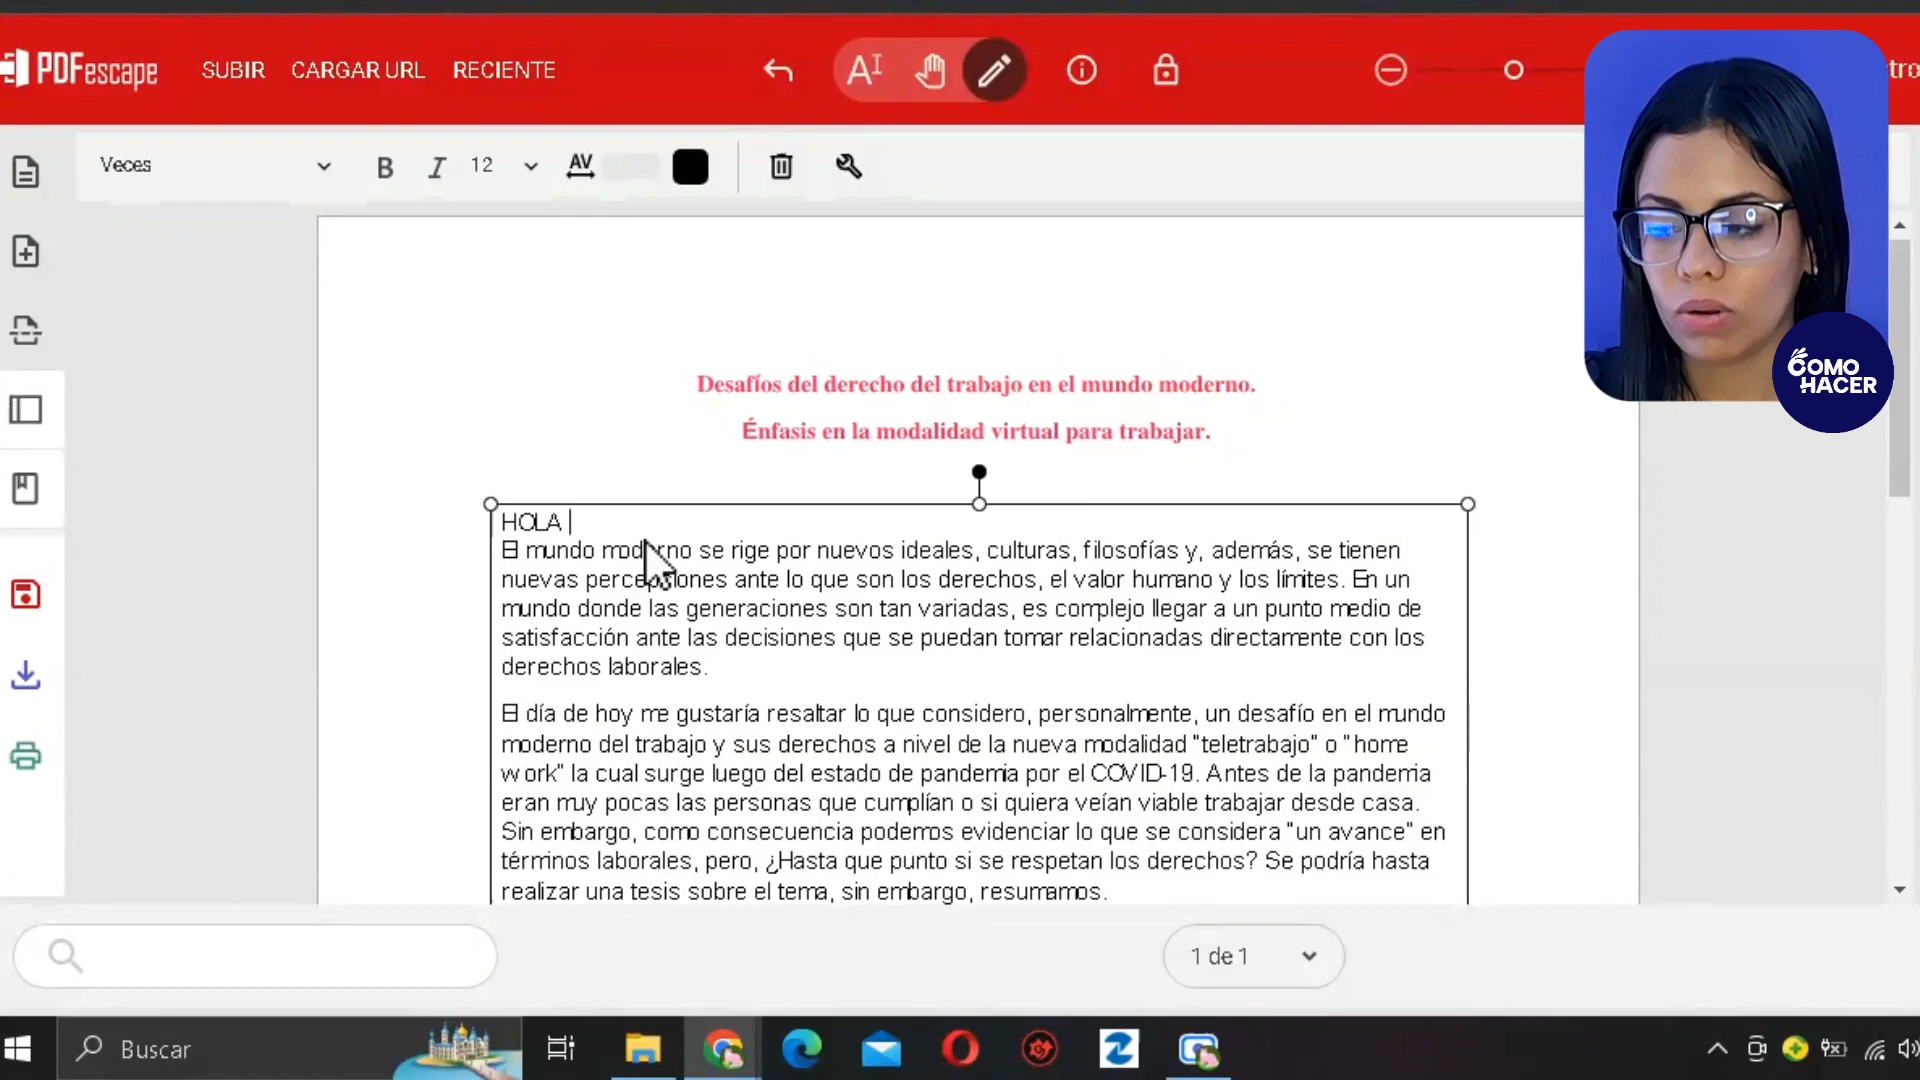 PDFescape SUBIR CARGAR URL RECIENTE
Veces B I 12 AV
Desafíos del derecho del trabajo en el mundo moderno.
Énfasis en la modalidad virtual para trabajar.
COMO
HACER
HOLA
El mundo moderno se rige por nuevos ideales, culturas, filosofías y, además, se tienen
nuevas percepciones ante lo que son los derechos, el valor humano y los límites. En un
mundo donde las generaciones son tan variadas, es complejo llegar a un punto medio de
satisfacción ante las decisiones que se puedan tomar relacionadas directamente con los
derechos laborales.
El día de hoy me gustaría resaltar lo que considero, personalmente, un desafío en el mundo
moderno del trabajo y sus derechos a nivel de la nueva modalidad "teletrabajo" o "home
work" la cual surge luego del estado de pandemia por el COVID-19. Antes de la pandemia
eran muy pocas las personas que cumplían o si quiera veían viable trabajar desde casa.
Sin embargo, como consecuencia podemos evidenciar lo que se considera "un avance" en
términos laborales, pero, ¿Hasta que punto si se respetan los derechos? Se podría hasta
realizar una tesis sobre el tema, sin embargo, resumamos.
1 de 1
Buscar